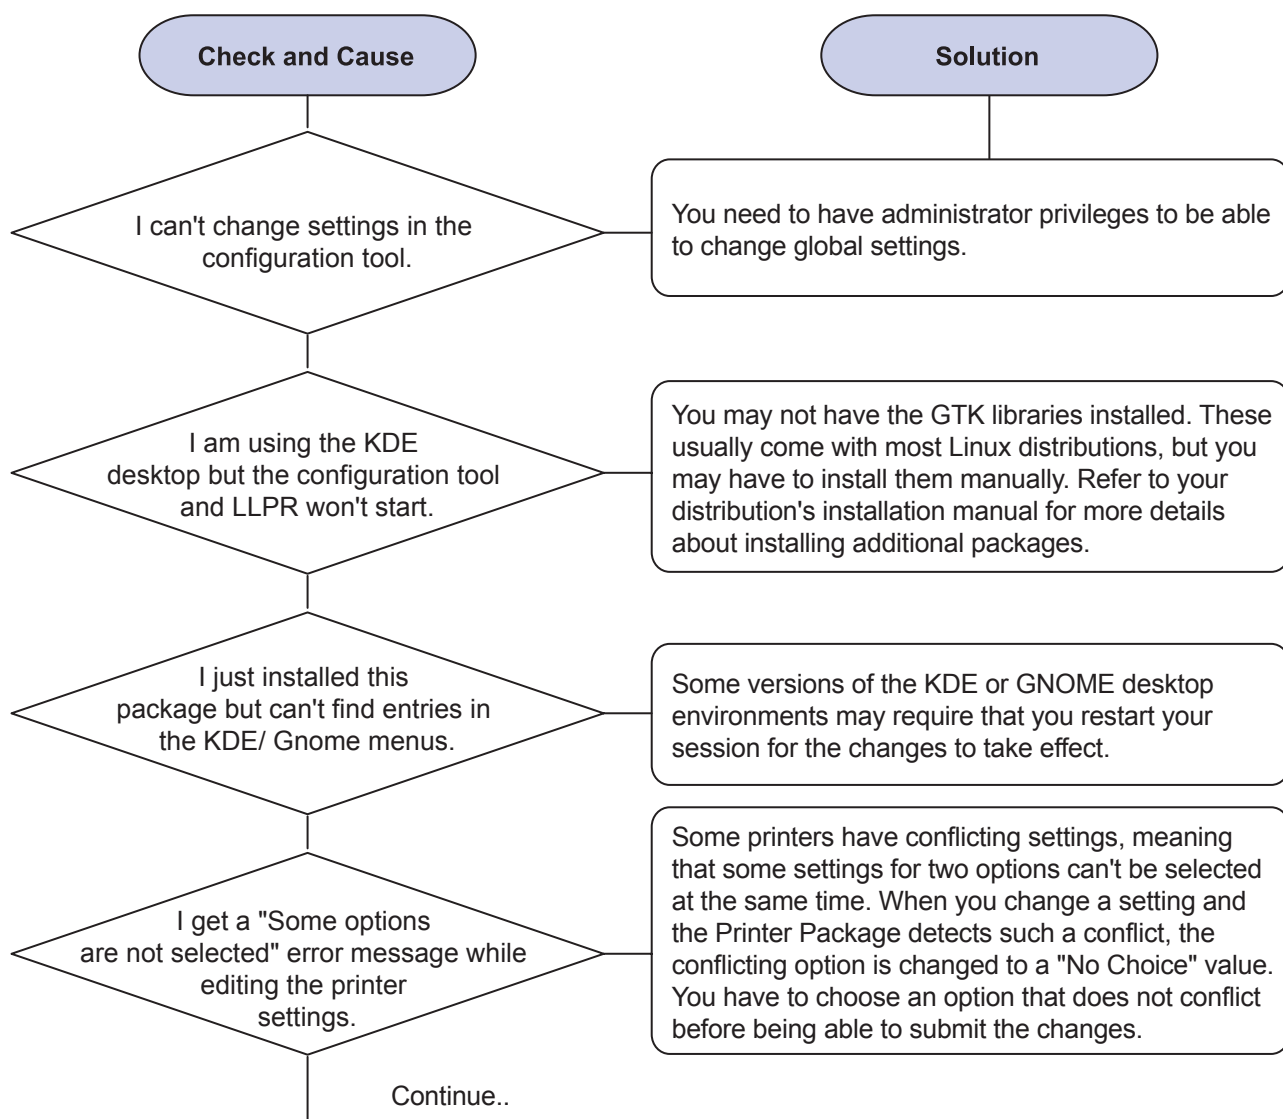 Check and Cause
Solution
I can't change settings in the
configuration tool.
You need to have administrator privileges to be able
to change global settings.
I am using the KDE
desktop but the configuration tool
and LLPR won't start.
You may not have the GTK libraries installed. These
usually come with most Linux distributions, but you
may have to install them manually. Refer to your
distribution's installation manual for more details
about installing additional packages.
I just installed this
package but can't find entries in
the KDE/ Gnome menus.
Some versions of the KDE or GNOME desktop
environments may require that you restart your
session for the changes to take effect.
I get a "Some options
are not selected" error message while
editing the printer
settings.
Some printers have conflicting settings, meaning
that some settings for two options can't be selected
at the same time. When you change a setting and
the Printer Package detects such a conflict, the
conflicting option is changed to a "No Choice" value.
You have to choose an option that does not conflict
before being able to submit the changes.
Continue..